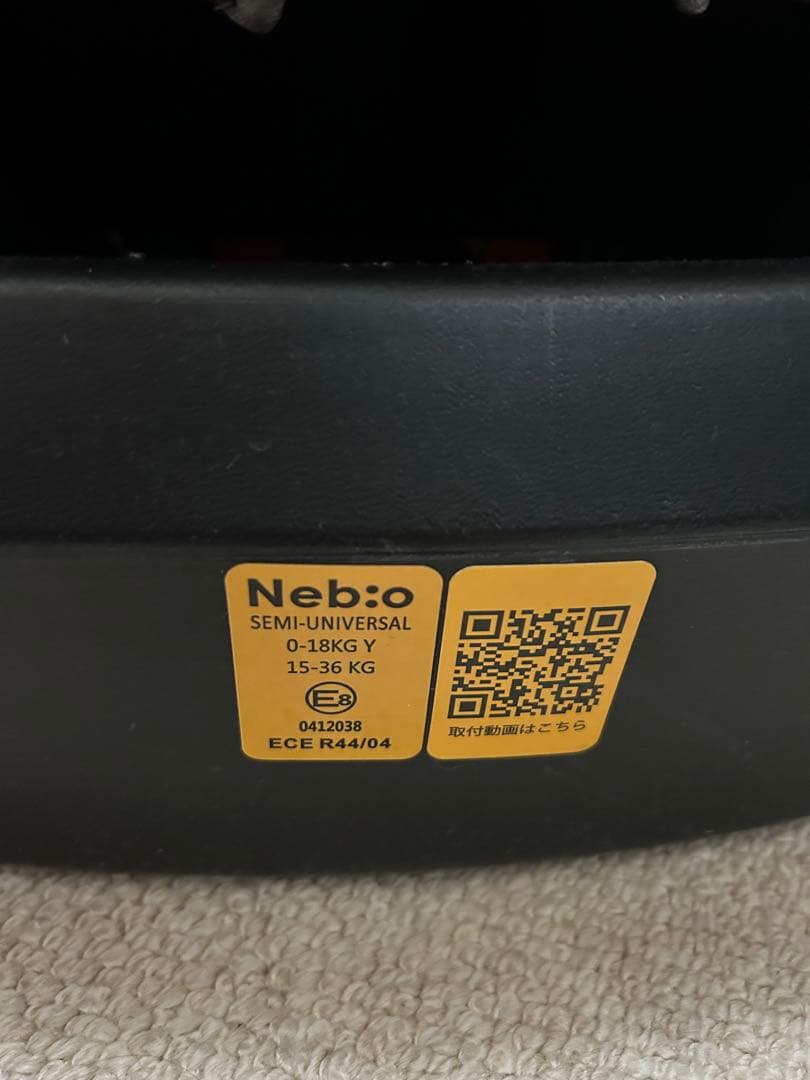 Neb:o
SEMI-UNIVERSAL
0-18KG Y
15-36 KG
E8
0412038
ECE R44/04
取付動画はこちら